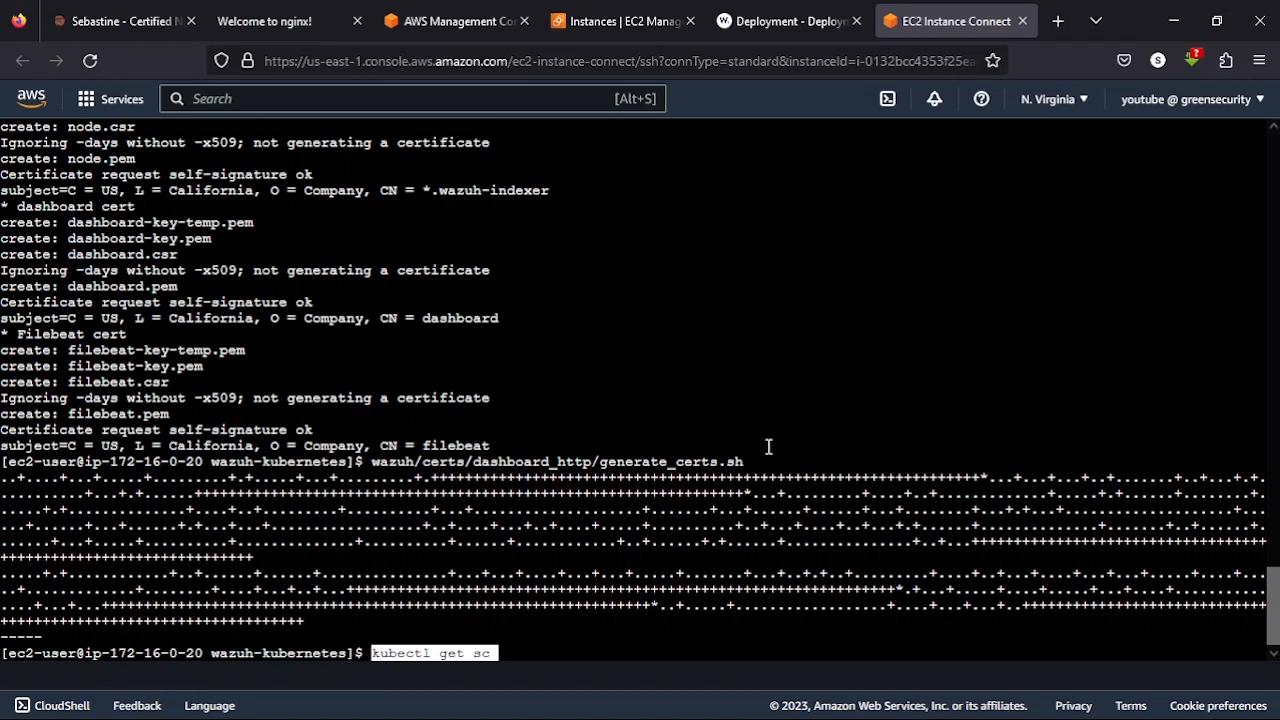 Sebastine - Certified N
Welcome to nginx!
AWS Management Co
Instances | EC2 Manag
Deployment - Deploym
EC2 Instance Connect
https://us-east-1.console.aws.amazon.com/ec2-instance-connect/ssh?connType=standard&instanceId=i-0132bcc4353f25ea
S
?
aws
Services
Search
[Alt+S]
N. Virginia
youtube @ greensecurity
create: node.csr
Ignoring -days without -x509; not generating a certificate
create: node.pem
Certificate request self-signature ok
subject=C = US, L = California, O = Company, CN = *.wazuh-indexer
* dashboard cert
create: dashboard-key-temp.pem
create: dashboard-key.pem
create: dashboard.csr
Ignoring -days without -x509; not generating a certificate
create: dashboard.pem
Certificate request self-signature ok
subject=C = US, L = California, O = Company, CN = dashboard
* Filebeat cert
create: filebeat-key-temp.pem
create: filebeat-key.pem
create: filebeat.csr
Ignoring -days without -x509; not generating a certificate
create: filebeat.pem
Certificate request self-signature ok
subject=C = US, L = California, O = Company, CN = filebeat
[ec2-user@ip-172-16-0-20 wazuh-kubernetes]$ wazuh/certs/dashboard_http/generate_certs.sh
-----
[ec2-user@ip-172-16-0-20 wazuh-kubernetes]$ kubectl get sc
CloudShell
Feedback
Language
© 2023, Amazon Web Services, Inc. or its affiliates.
Privacy
Terms
Cookie preferences